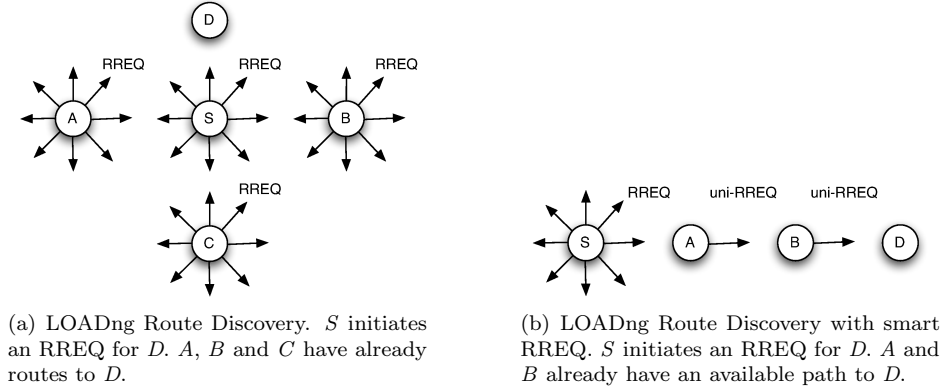 D
RREQ
RREQ
RREQ
A
S
B
RREQ
C
(a) LOADng Route Discovery. S initiates
an RREQ for D. A, B and C have already
routes to D.
RREQ
uni-RREQ
uni-RREQ
S
A
B
D
(b) LOADng Route Discovery with smart
RREQ. S initiates an RREQ for D. A and
B already have an available path to D.